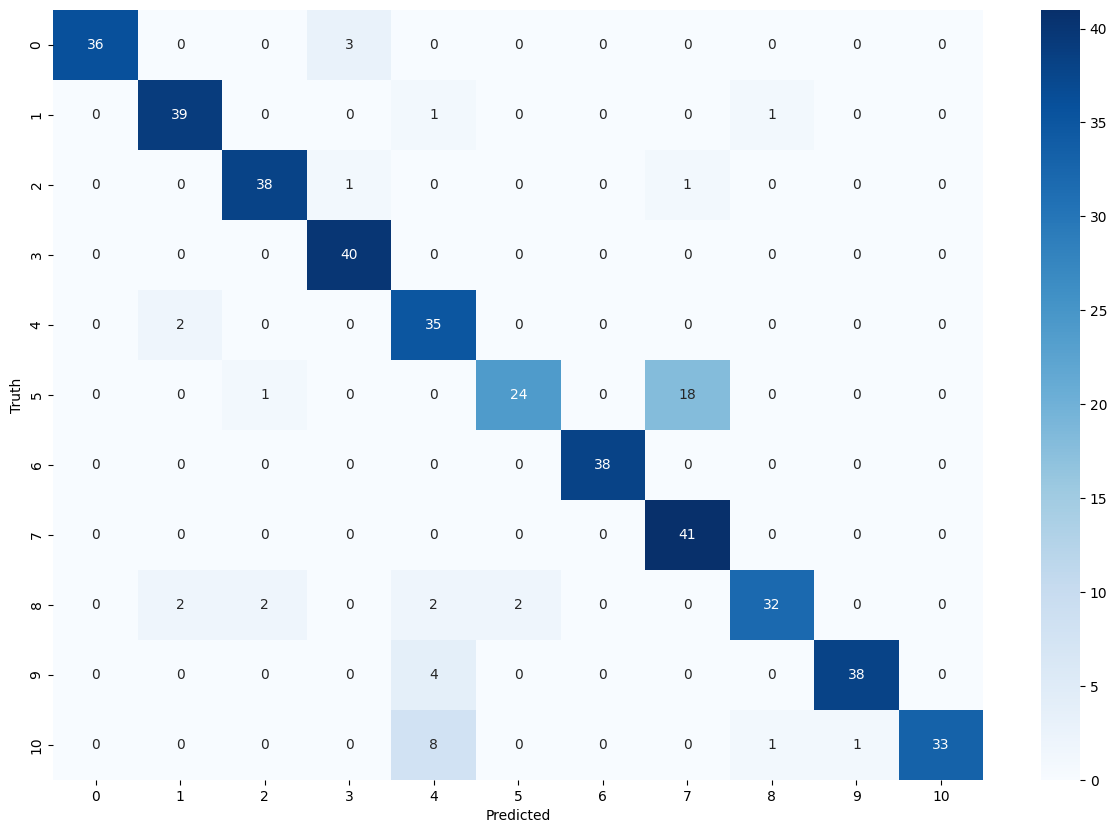 0 36 0 0 3 0 0 0 0 0 0 0
1 0 39 0 0 1 0 0 0 1 0 0
2 0 0 38 1 0 0 0 1 0 0 0
3 0 0 0 40 0 0 0 0 0 0 0
4 0 2 0 0 35 0 0 0 0 0 0
5 0 0 1 0 0 24 0 18 0 0 0
6 0 0 0 0 0 0 38 0 0 0 0
7 0 0 0 0 0 0 0 41 0 0 0
8 0 2 2 0 2 2 0 0 32 0 0
9 0 0 0 0 4 0 0 0 0 38 0
10 0 0 0 0 8 0 0 0 1 1 33
0 1 2 3 4 5 6 7 8 9 10
Predicted
Truth
40
35
30
25
20
15
10
5
0